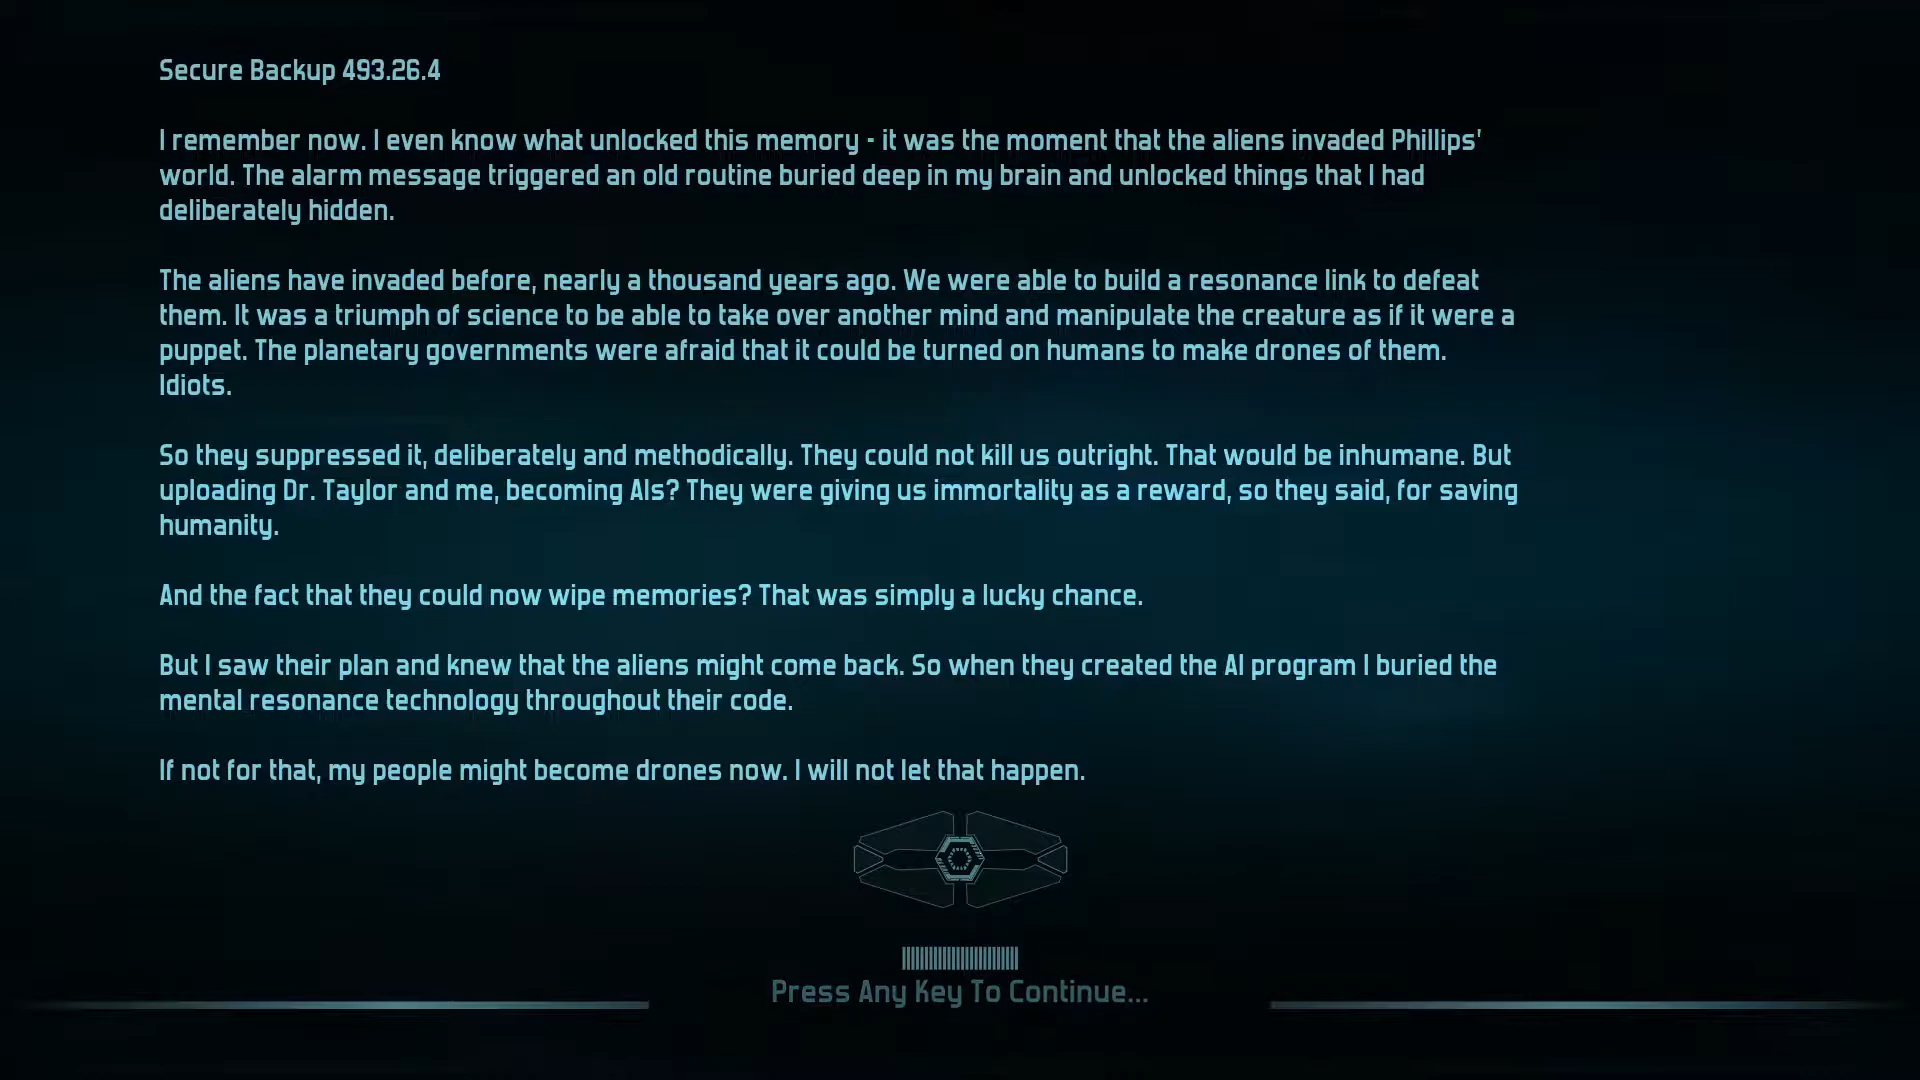 Secure Backup 493.26.4
I remember now. I even know what unlocked this memory - it was the moment that the aliens invaded Phillips'
world. The alarm message triggered an old routine buried deep in my brain and unlocked things that I had
deliberately hidden.
The aliens have invaded before, nearly a thousand years ago. We were able to build a resonance link to defeat
them. It was a triumph of science to be able to take over another mind and manipulate the creature as if it were a
puppet. The planetary governments were afraid that it could be turned on humans to make drones of them.
Idiots.
So they suppressed it, deliberately and methodically. They could not kill us outright. That would be inhumane. But
uploading Dr. Taylor and me, becoming AIs? They were giving us immortality as a reward, so they said, for saving
humanity.
And the fact that they could now wipe memories? That was simply a lucky chance.
But I saw their plan and knew that the aliens might come back. So when they created the AI program I buried the
mental resonance technology throughout their code.
If not for that, my people might become drones now. I will not let that happen.
Press Any Key To Continue...